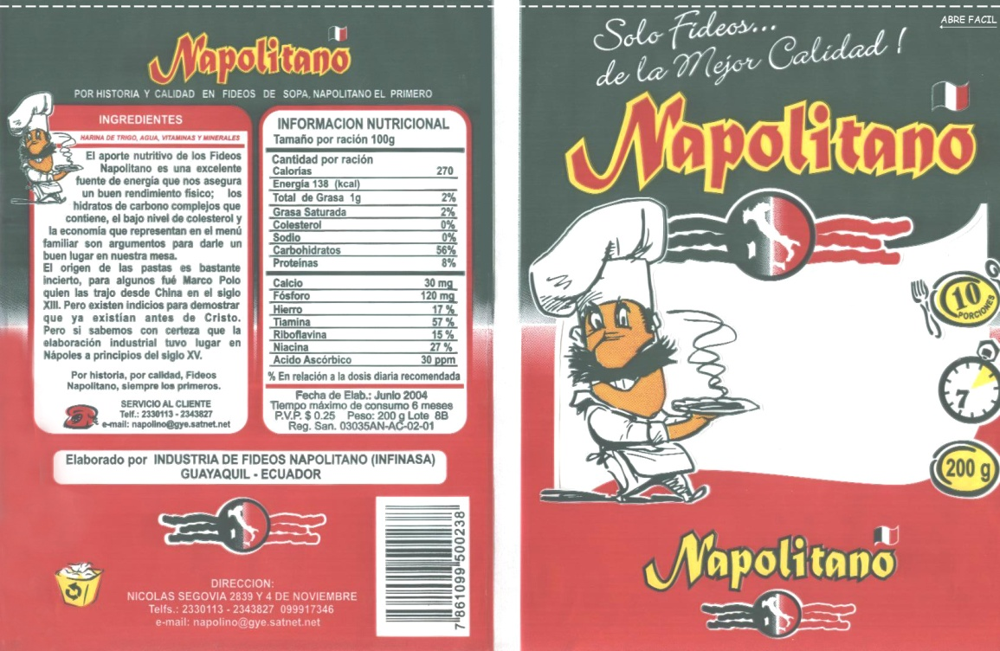 Napolitano
POR HISTORIA Y CALIDAD EN FIDEOS DE SOPA, NAPOLITANO EL PRIMERO
INGREDIENTES
HARINA DE TRIGO, AGUA, VITAMINAS Y MINERALES
El aporte nutritivo de los Fideos
Napolitano es una excelente
fuente de energía que nos asegura
un buen rendimiento físico; los
hidratos de carbono complejos que
contiene, el bajo nivel de colesterol y
la economía que representan en el menú
familiar son argumentos para darle un
buen lugar en nuestra mesa.
El origen de las pastas es bastante
incierto, para algunos fué Marco Polo
quien las trajo desde China en el siglo
XIII. Pero existen indicios para demostrar
que ya existían antes de Cristo.
Pero si sabemos con certeza que la
elaboración industrial tuvo lugar en
Nápoles a principios del siglo XV.
Por historia, por calidad, Fideos
Napolitano, siempre los primeros.
SERVICIO AL CLIENTE
Telf.: 2330113 - 2343827
e-mail: napolino@gye.satnet.net
INFORMACION NUTRICIONAL
Tamaño por ración 100g
Cantidad por ración
Calorías 270
Energía 138 (kcal)
Total de Grasa 1g 2%
Grasa Saturada 2%
Colesterol 0%
Sodio 0%
Carbohidratos 56%
Proteínas 8%
Calcio 30 mg
Fósforo 120 mg
Hierro 17 %
Tiamina 57 %
Riboflavina 15 %
Niacina 27 %
Acido Ascórbico 30 ppm
% En relación a la dosis diaria recomendada
Fecha de Elab.: Junio 2004
Tiempo máximo de consumo 6 meses
P.V.P. $ 0.25 Peso: 200 g Lote 8B
Reg. San. 03035AN-AC-02-01
Elaborado por INDUSTRIA DE FIDEOS NAPOLITANO (INFINASA)
GUAYAQUIL - ECUADOR
DIRECCION:
NICOLAS SEGOVIA 2839 Y 4 DE NOVIEMBRE
Telfs.: 2330113 - 2343827 099917346
e-mail: napolino@gye.satnet.net
7 861099 500238
ABRE FACIL
Solo Fideos...
de la Mejor Calidad !
Napolitano
10
PORCIONES
7
200 g
Napolitano